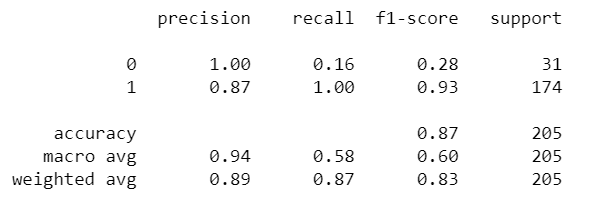 precision recall f1-score support
0 1.00 0.16 0.28 31
1 0.87 1.00 0.93 174
accuracy 0.87 205
macro avg 0.94 0.58 0.60 205
weighted avg 0.89 0.87 0.83 205